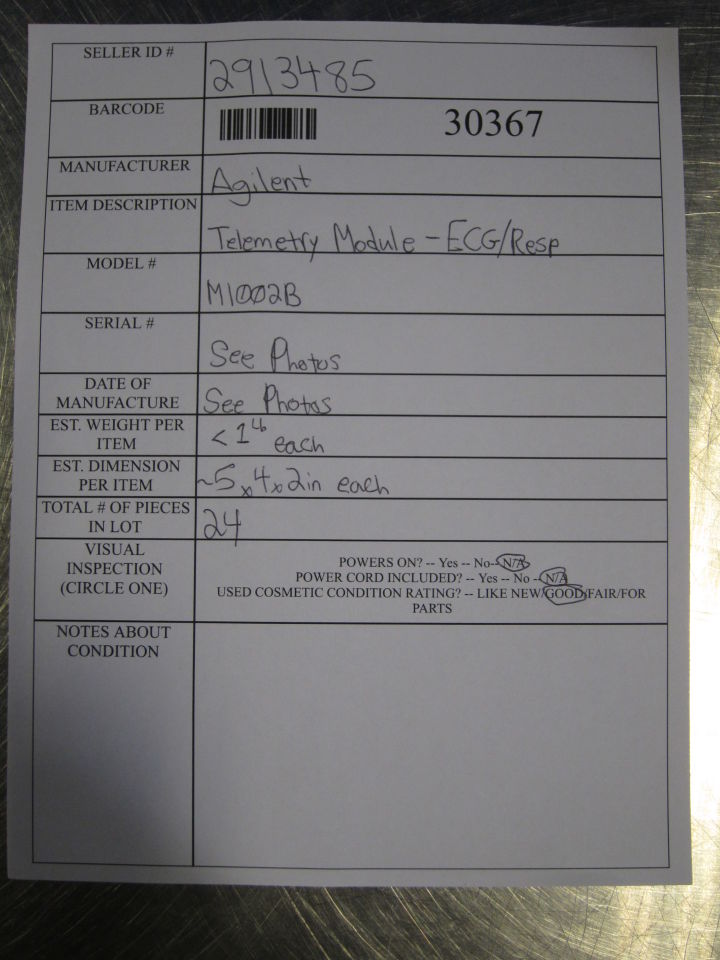 SELLER ID # 2913485
BARCODE 30367
MANUFACTURER Agilent
ITEM DESCRIPTION Telemetry Module - ECG/Resp
MODEL # M1002B
SERIAL # See Photos
DATE OF
MANUFACTURE See Photos
EST. WEIGHT PER
ITEM < 1 lb each
EST. DIMENSION
PER ITEM ~5x4x2in each
TOTAL # OF PIECES
IN LOT 24
VISUAL
INSPECTION
(CIRCLE ONE)
POWERS ON? -- Yes -- No-- N/A
POWER CORD INCLUDED? -- Yes -- No -- N/A
USED COSMETIC CONDITION RATING? -- LIKE NEW/GOOD/FAIR/FOR
PARTS
NOTES ABOUT
CONDITION